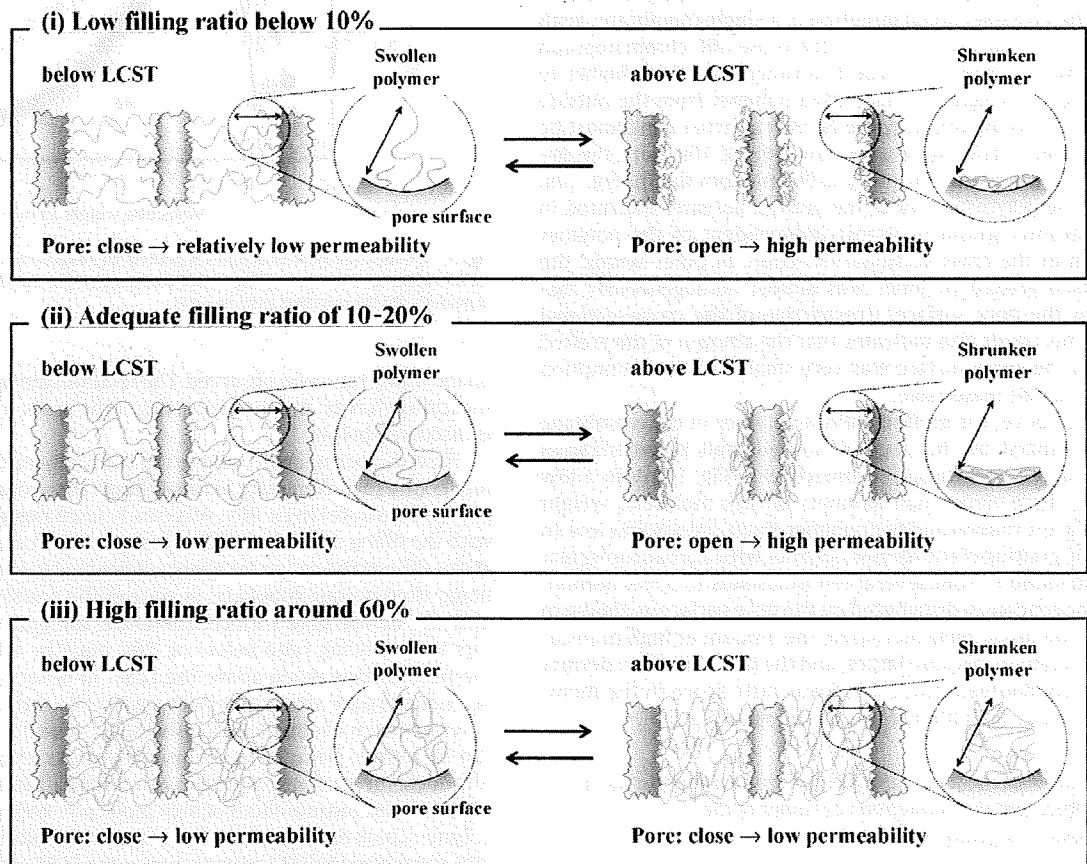 (i) Low filling ratio below 10%
below LCST
Swollen
polymer
pore surface
Pore: close → relatively low permeability
above LCST
Shrunken
polymer
Pore: open → high permeability
(ii) Adequate filling ratio of 10-20%
below LCST
Swollen
polymer
pore surface
Pore: close → low permeability
above LCST
Shrunken
polymer
Pore: open → high permeability
(iii) High filling ratio around 60%
below LCST
Swollen
polymer
pore surface
Pore: close → low permeability
above LCST
Shrunken
polymer
Pore: close → low permeability